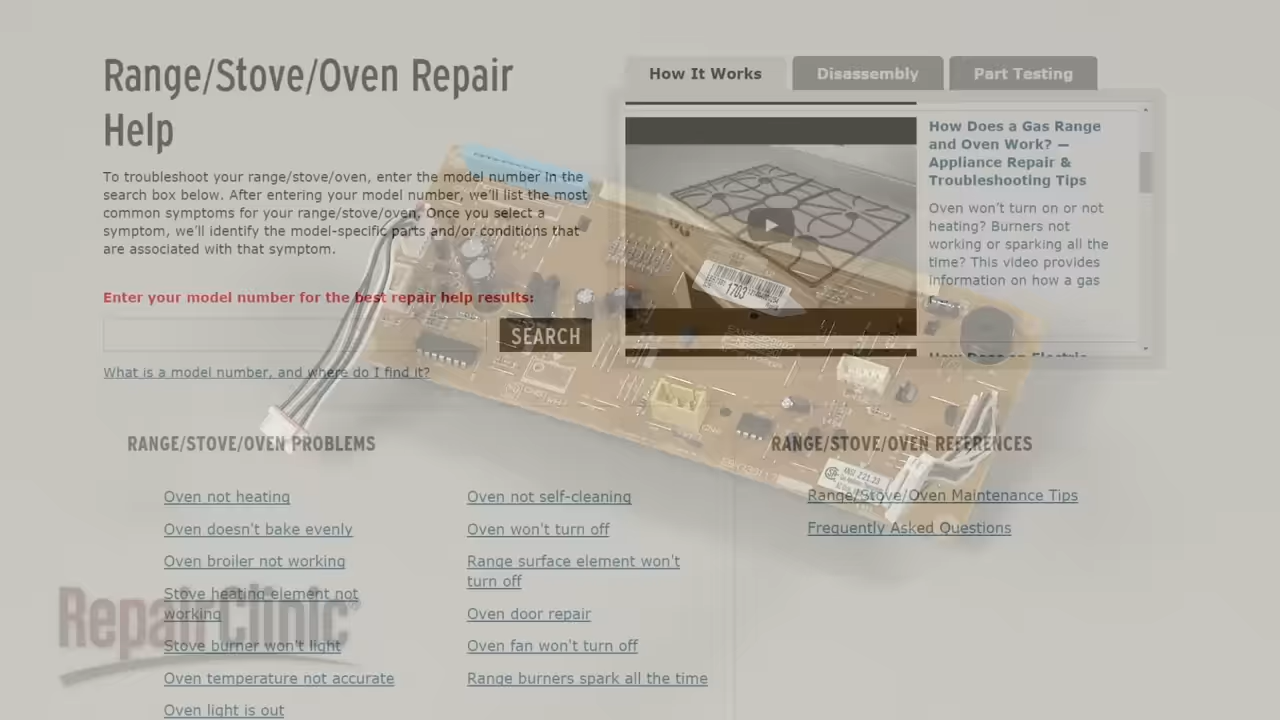 Range/Stove/Oven Repair
Help
To troubleshoot your range/stove/oven, enter the model number in the
search box below. After entering your model number, we'll list the most
common symptoms for your range/stove/oven. Once you select a
symptom, we'll identify the model-specific parts and/or conditions that
are associated with that symptom.
Enter your model number for the best repair help results:
SEARCH
What is a model number, and where do I find it?
How It Works
Disassembly
Part Testing
How Does a Gas Range
and Oven Work? —
Appliance Repair &
Troubleshooting Tips
Oven won't turn on or not
heating? Burners not
working or sparking all the
time? This video provides
information on how a gas
How Does an Electric
1703
RANGE/STOVE/OVEN PROBLEMS
Oven not heating
Oven doesn't bake evenly
Oven broiler not working
Stove heating element not
working
Stove burner won't light
Oven temperature not accurate
Oven light is out
Oven not self-cleaning
Oven won't turn off
Range surface element won't
turn off
Oven door repair
Oven fan won't turn off
Range burners spark all the time
RANGE/STOVE/OVEN REFERENCES
Range/Stove/Oven Maintenance Tips
Frequently Asked Questions
RepairClinic®